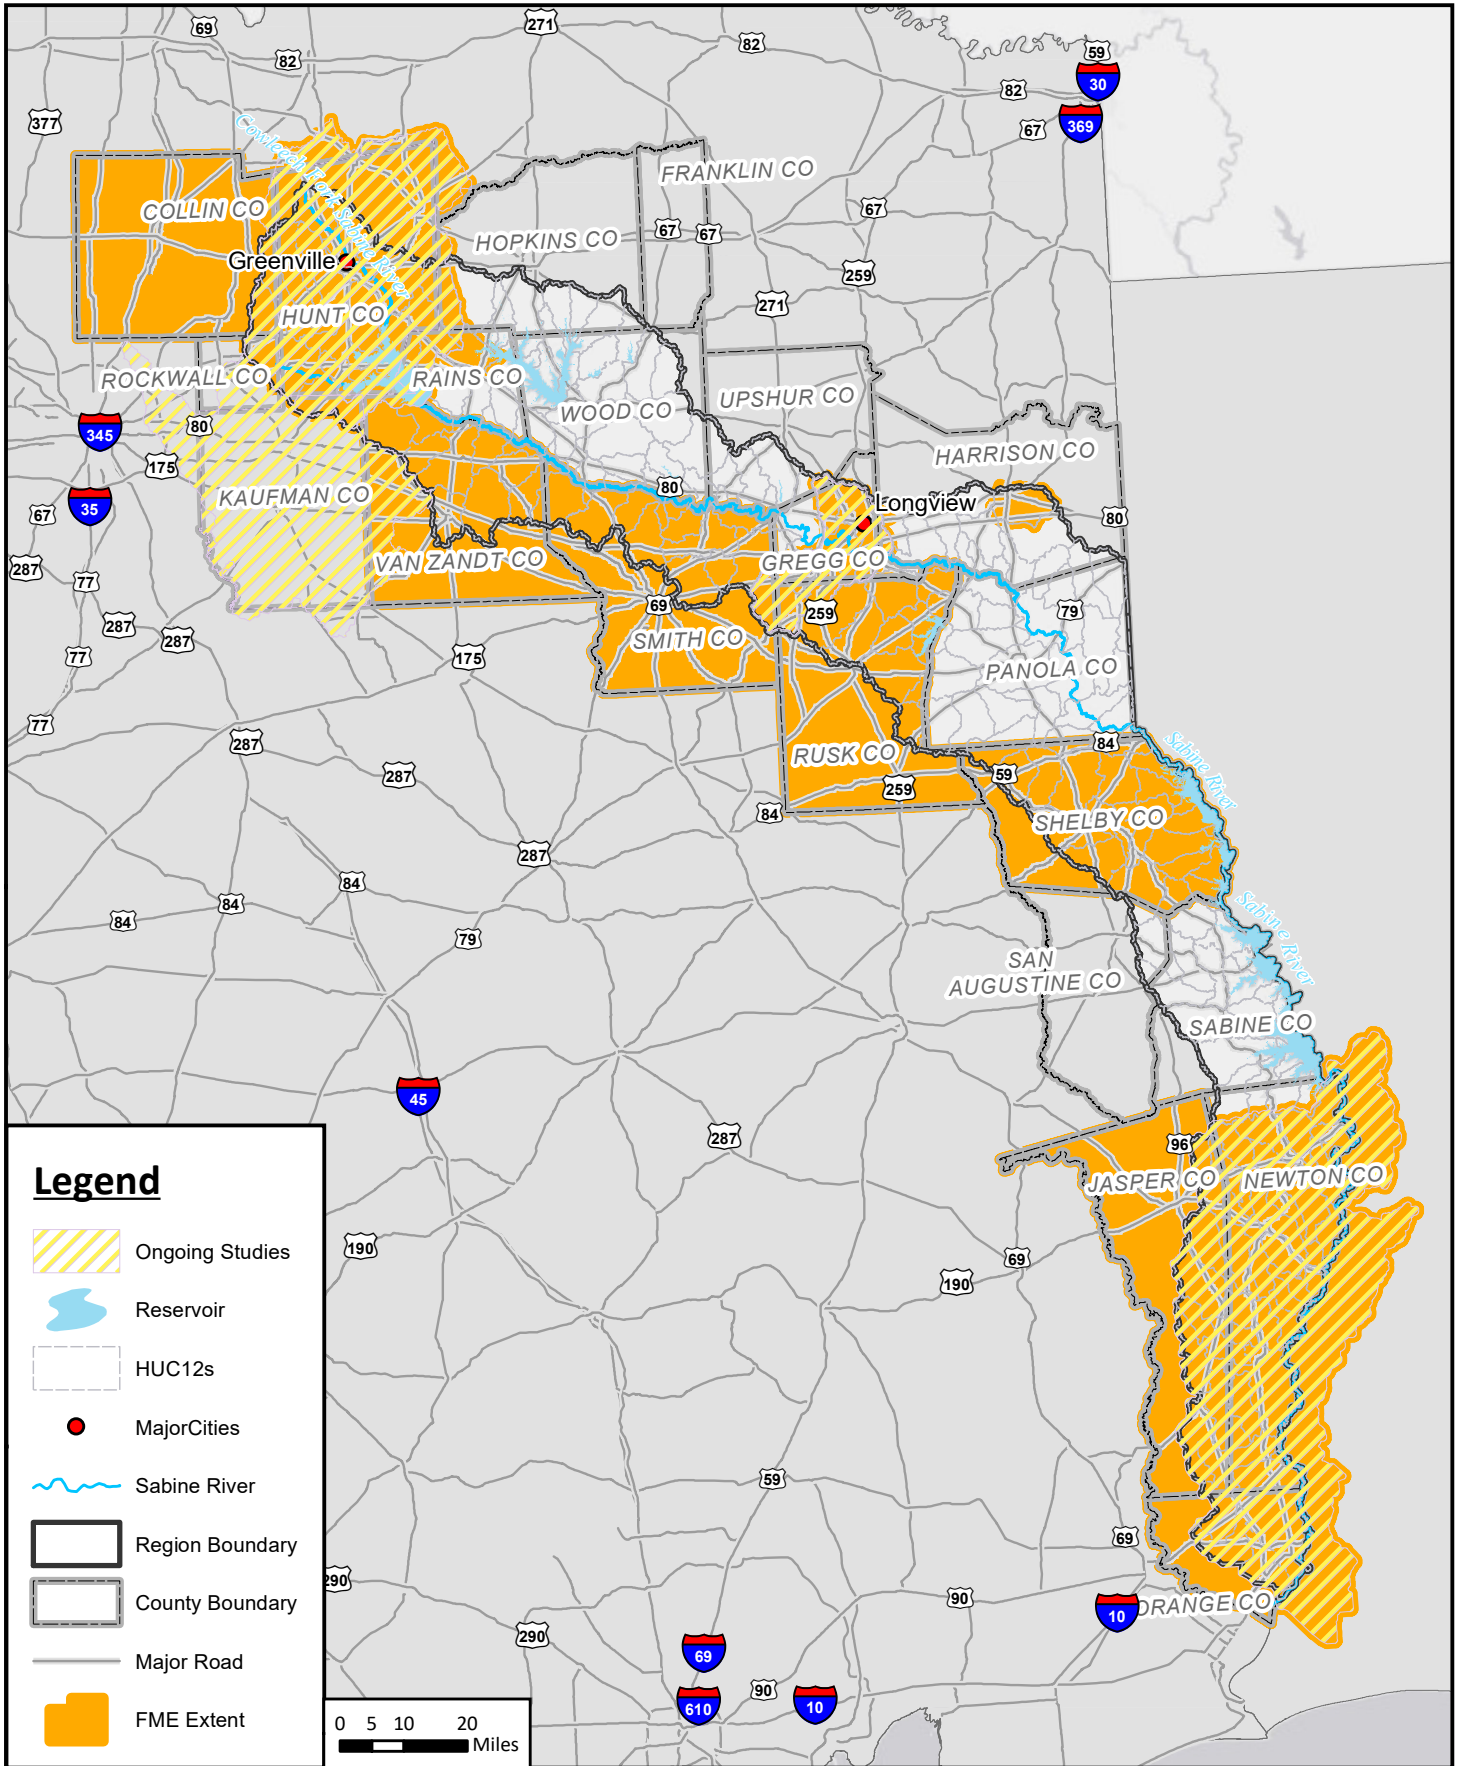 69
271
82
82
59
30
82
369
67
377
Cowleech Fork Sabine River
FRANKLIN CO
COLLIN CO
67
67
67
HOPKINS CO
Greenville
259
271
HUNT CO
ROCKWALL CO
RAINS CO
UPSHUR CO
WOOD CO
80
345
HARRISON CO
175
80
KAUFMAN CO
Longview
35
67
80
287
VAN ZANDT CO
GREGG CO
77
69
259
79
287
287
SMITH CO
77
175
PANOLA CO
77
287
84
Sabine River
RUSK CO
287
59
259
84
SHELBY CO
287
84
84
84
Sabine River
79
SAN
AUGUSTINE CO
SABINE CO
45
287
96
JASPER CO
NEWTON CO
190
69
190
59
69
290
90
10
ORANGE CO
290
69
90
610
10
Legend
Ongoing Studies
Reservoir
HUC12s
MajorCities
Sabine River
Region Boundary
County Boundary
Major Road
FME Extent
0 5 10 20
Miles